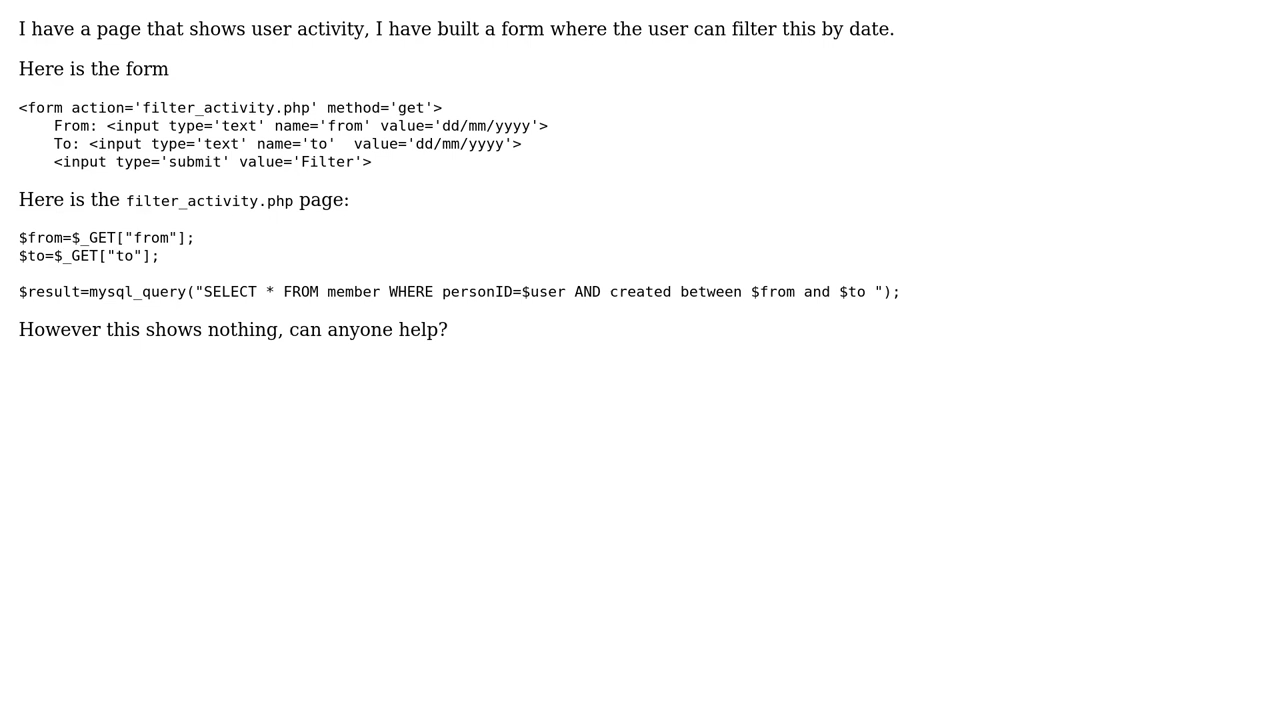 I have a page that shows user activity, I have built a form where the user can filter this by date.
Here is the form
<form action='filter_activity.php' method='get'>
    From: <input type='text' name='from' value='dd/mm/yyyy'>
    To: <input type='text' name='to'  value='dd/mm/yyyy'>
    <input type='submit' value='Filter'>
Here is the filter_activity.php page:
$from=$_GET["from"];
$to=$_GET["to"];
$result=mysql_query("SELECT * FROM member WHERE personID=$user AND created between $from and $to ");
However this shows nothing, can anyone help?